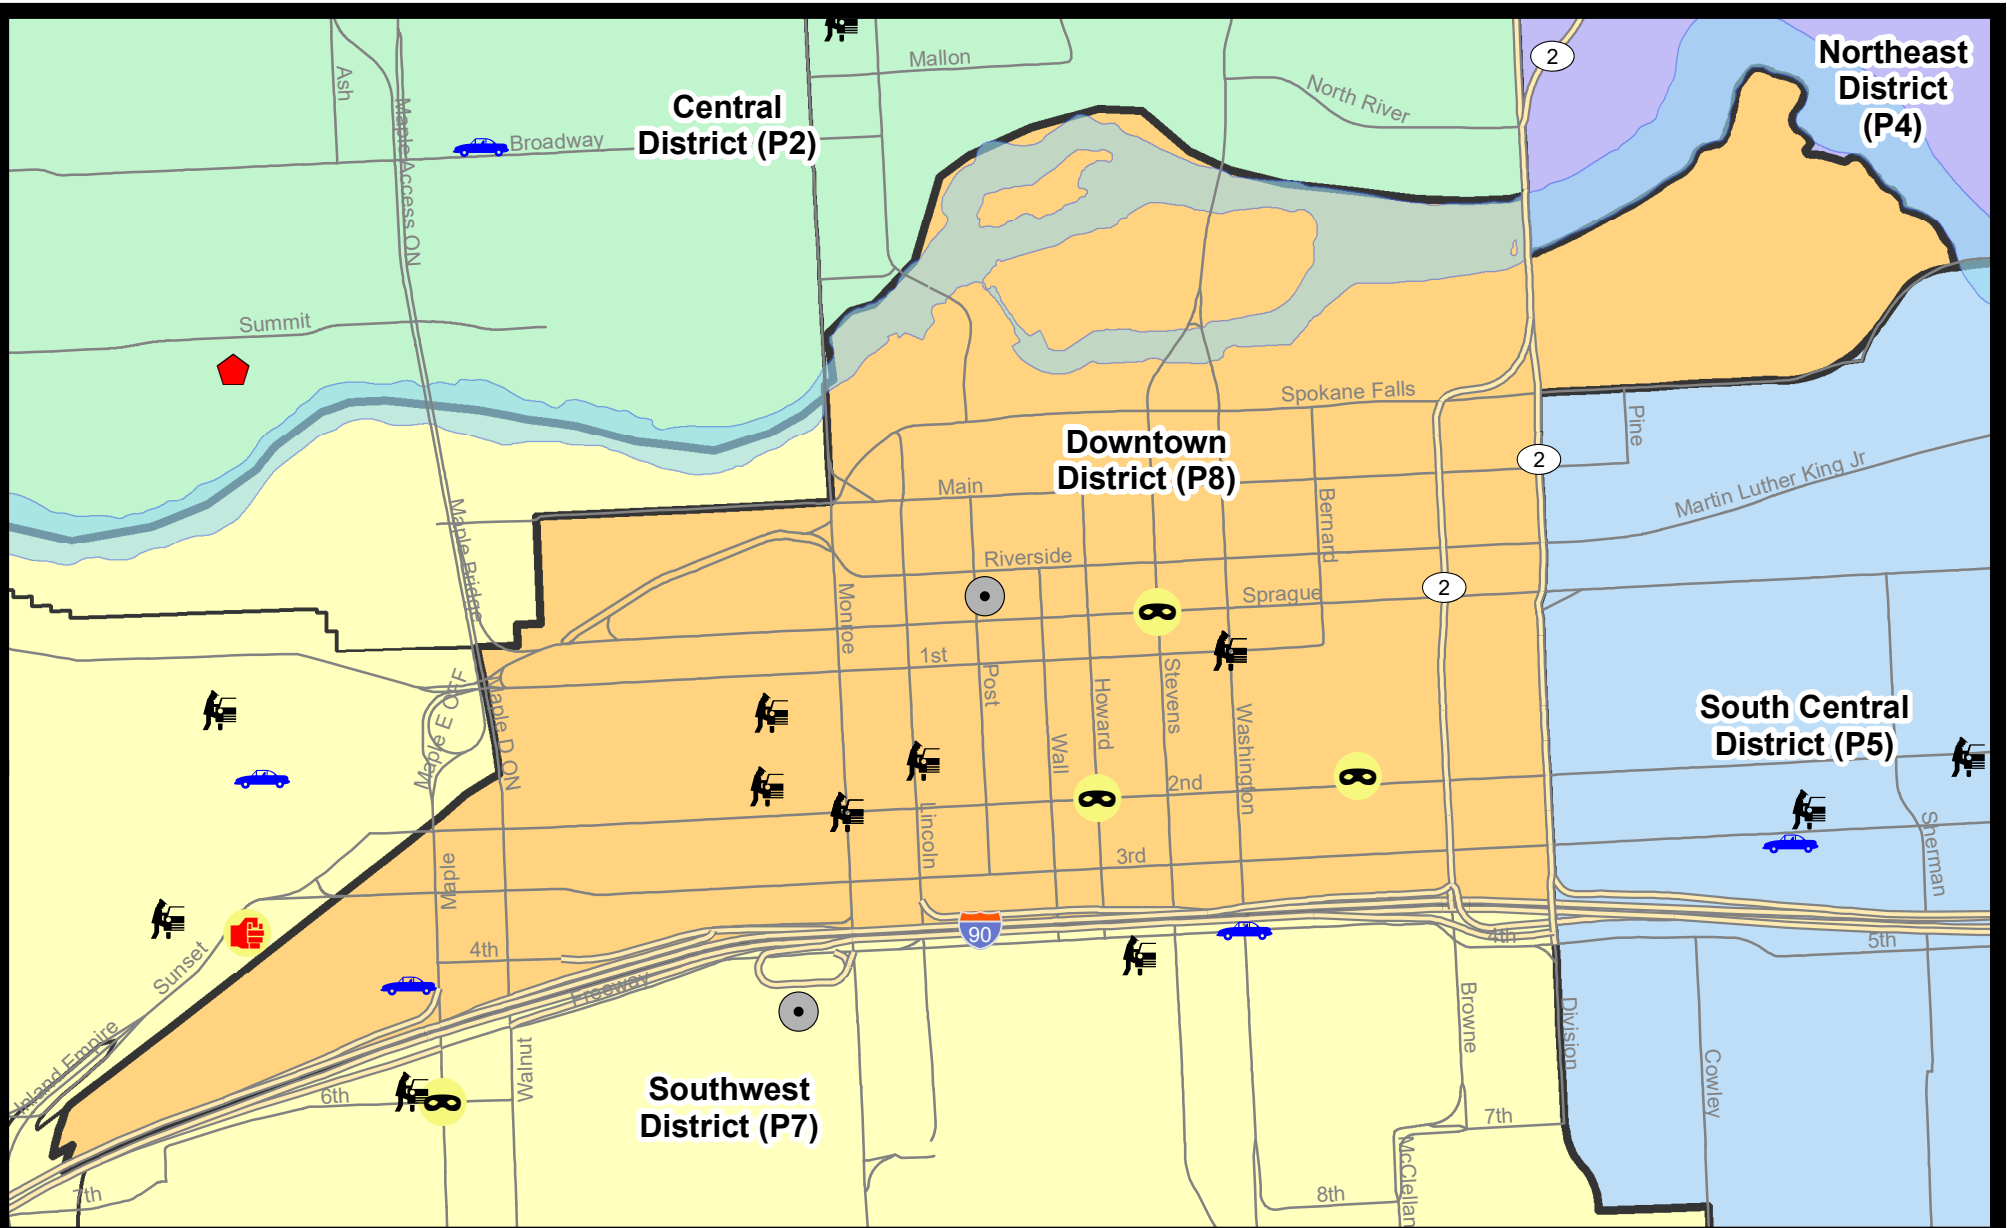 2
Northeast
District
(P4)
Mallon
Ash
North River
Central
District (P2)
Maple Access ON
Broadway
Summit
Spokane Falls
Pine
Downtown
District (P8)
2
Martin Luther King Jr
Main
Bernard
Maple Bridge
Riverside
2
Sprague
Monroe
1st
Post
Stevens
Howard
Maple E OFF
Maple D ON
Washington
Wall
South Central
District (P5)
2nd
Lincoln
Sherman
3rd
Maple
90
4th
4th
5th
Sunset
Freeway
Browne
Division
Inland Empire
Walnut
Cowley
6th
Southwest
District (P7)
7th
McClellan
7th
8th